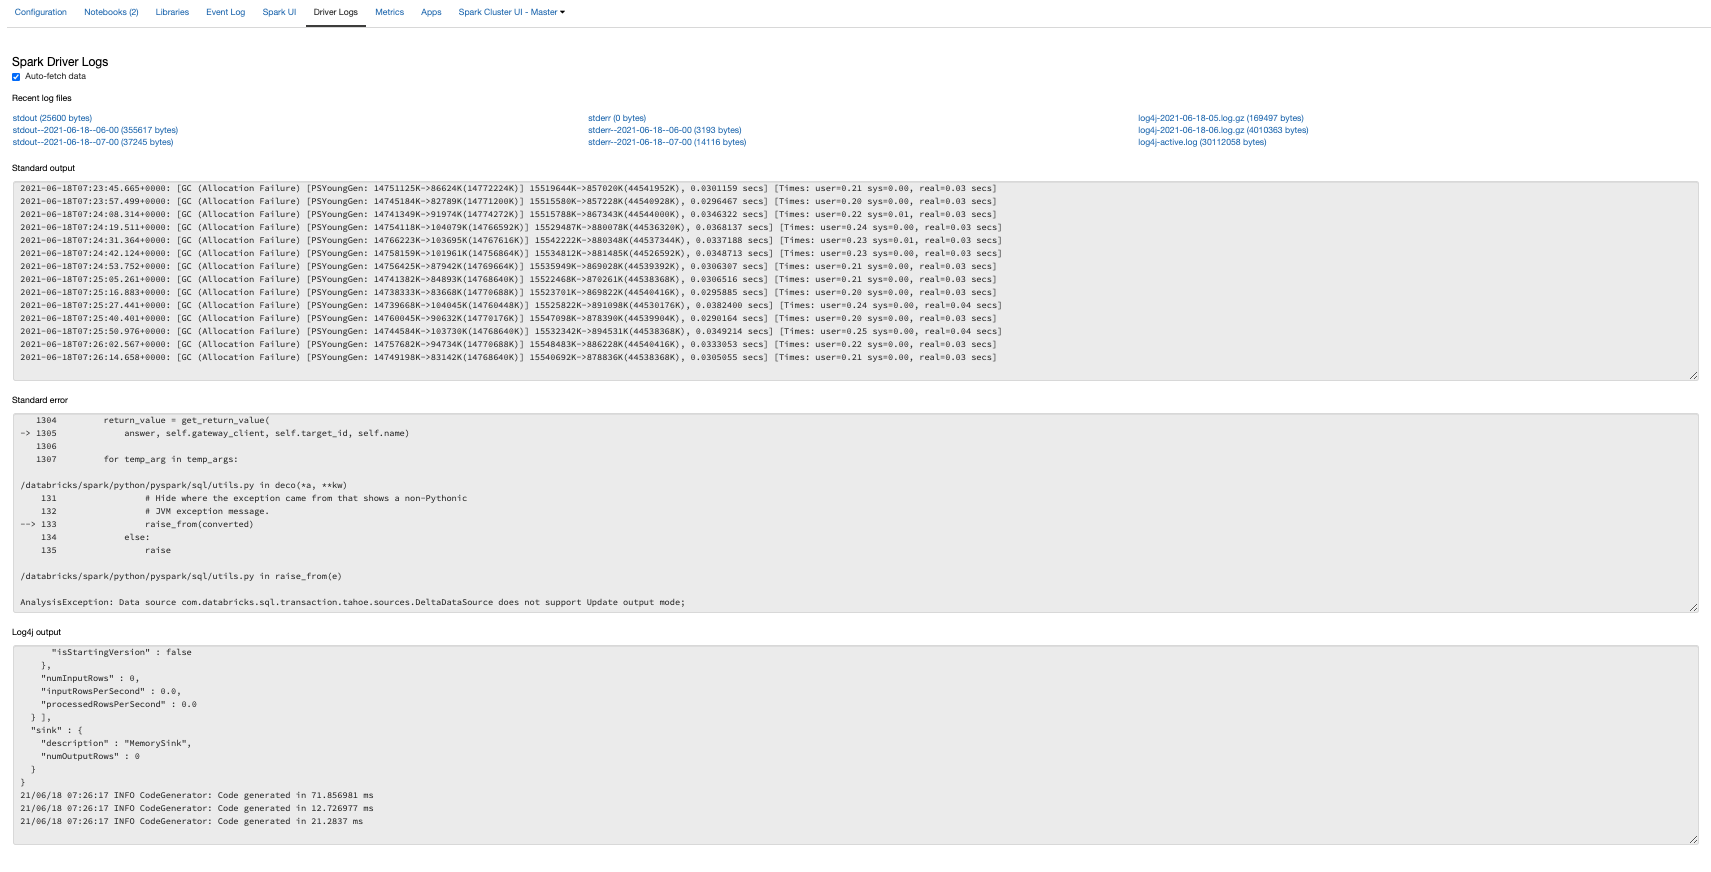 Configuration Notebooks (2) Libraries Event Log Spark UI Driver Logs Metrics Apps Spark Cluster UI - Master
Spark Driver Logs
Auto-fetch data
Recent log files
stdout (25600 bytes) stderr (0 bytes) log4j-2021-06-18-05.log.gz (169497 bytes)
stdout--2021-06-18--06-00 (355617 bytes) stderr--2021-06-18--06-00 (3193 bytes) log4j-2021-06-18-06.log.gz (4010363 bytes)
stdout--2021-06-18--07-00 (37245 bytes) stderr--2021-06-18--07-00 (14116 bytes) log4j-active.log (30112058 bytes)
Standard output
2021-06-18T07:23:45.665+0000: [GC (Allocation Failure) [PSYoungGen: 14751125K->86624K(14772224K)] 15519644K->857020K(44541952K), 0.0301159 secs] [Times: user=0.21 sys=0.00, real=0.03 secs]
2021-06-18T07:23:57.499+0000: [GC (Allocation Failure) [PSYoungGen: 14745184K->82789K(14771200K)] 15515580K->857228K(44540928K), 0.0296467 secs] [Times: user=0.20 sys=0.00, real=0.03 secs]
2021-06-18T07:24:08.314+0000: [GC (Allocation Failure) [PSYoungGen: 14741349K->91974K(14774272K)] 15515788K->867343K(44544000K), 0.0346322 secs] [Times: user=0.22 sys=0.01, real=0.03 secs]
2021-06-18T07:24:19.511+0000: [GC (Allocation Failure) [PSYoungGen: 14754118K->104079K(14766592K)] 15529487K->880078K(44536320K), 0.0368137 secs] [Times: user=0.24 sys=0.00, real=0.03 secs]
2021-06-18T07:24:31.364+0000: [GC (Allocation Failure) [PSYoungGen: 14766223K->103695K(14767616K)] 15542222K->880348K(44537344K), 0.0337188 secs] [Times: user=0.23 sys=0.01, real=0.03 secs]
2021-06-18T07:24:42.124+0000: [GC (Allocation Failure) [PSYoungGen: 14758159K->101961K(14756864K)] 15534812K->881485K(44526592K), 0.0348713 secs] [Times: user=0.23 sys=0.00, real=0.03 secs]
2021-06-18T07:24:53.752+0000: [GC (Allocation Failure) [PSYoungGen: 14756425K->87942K(14769664K)] 15535949K->869028K(44539392K), 0.0306307 secs] [Times: user=0.21 sys=0.00, real=0.03 secs]
2021-06-18T07:25:05.261+0000: [GC (Allocation Failure) [PSYoungGen: 14741382K->84893K(14768640K)] 15522468K->870261K(44538368K), 0.0306516 secs] [Times: user=0.21 sys=0.00, real=0.03 secs]
2021-06-18T07:25:16.883+0000: [GC (Allocation Failure) [PSYoungGen: 14738333K->83668K(14770688K)] 15523701K->869822K(44540416K), 0.0295885 secs] [Times: user=0.20 sys=0.00, real=0.03 secs]
2021-06-18T07:25:27.441+0000: [GC (Allocation Failure) [PSYoungGen: 14739668K->104045K(14760448K)] 15525822K->891098K(44530176K), 0.0382400 secs] [Times: user=0.24 sys=0.00, real=0.04 secs]
2021-06-18T07:25:40.401+0000: [GC (Allocation Failure) [PSYoungGen: 14760045K->90632K(14770176K)] 15547098K->878390K(44539904K), 0.0290164 secs] [Times: user=0.20 sys=0.00, real=0.03 secs]
2021-06-18T07:25:50.976+0000: [GC (Allocation Failure) [PSYoungGen: 14744584K->103730K(14768640K)] 15532342K->894531K(44538368K), 0.0349214 secs] [Times: user=0.25 sys=0.00, real=0.04 secs]
2021-06-18T07:26:02.567+0000: [GC (Allocation Failure) [PSYoungGen: 14757682K->94734K(14770688K)] 15548483K->886228K(44540416K), 0.0333053 secs] [Times: user=0.22 sys=0.00, real=0.03 secs]
2021-06-18T07:26:14.658+0000: [GC (Allocation Failure) [PSYoungGen: 14749198K->83142K(14768640K)] 15540692K->878836K(44538368K), 0.0305055 secs] [Times: user=0.21 sys=0.00, real=0.03 secs]
Standard error
1304 return_value = get_return_value(
-> 1305 answer, self.gateway_client, self.target_id, self.name)
1306
1307 for temp_arg in temp_args:
/databricks/spark/python/pyspark/sql/utils.py in deco(*a, **kw)
131 # Hide where the exception came from that shows a non-Pythonic
132 # JVM exception message.
--> 133 raise_from(converted)
134 else:
135 raise
/databricks/spark/python/pyspark/sql/utils.py in raise_from(e)
AnalysisException: Data source com.databricks.sql.transaction.tahoe.sources.DeltaDataSource does not support Update output mode;
Log4j output
"isStartingVersion" : false
},
"numInputRows" : 0,
"inputRowsPerSecond" : 0.0,
"processedRowsPerSecond" : 0.0
} ],
"sink" : {
"description" : "MemorySink",
"numOutputRows" : 0
}
}
21/06/18 07:26:17 INFO CodeGenerator: Code generated in 71.856981 ms
21/06/18 07:26:17 INFO CodeGenerator: Code generated in 12.726977 ms
21/06/18 07:26:17 INFO CodeGenerator: Code generated in 21.2837 ms